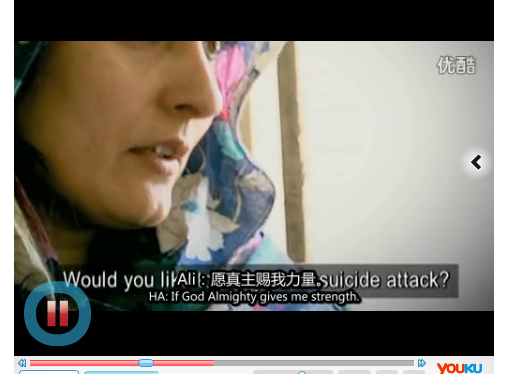 优酷
Would you li Ali : 愿真主赐我力量。suicide attack?
HA: If God Almighty gives me strength.
YOUKU